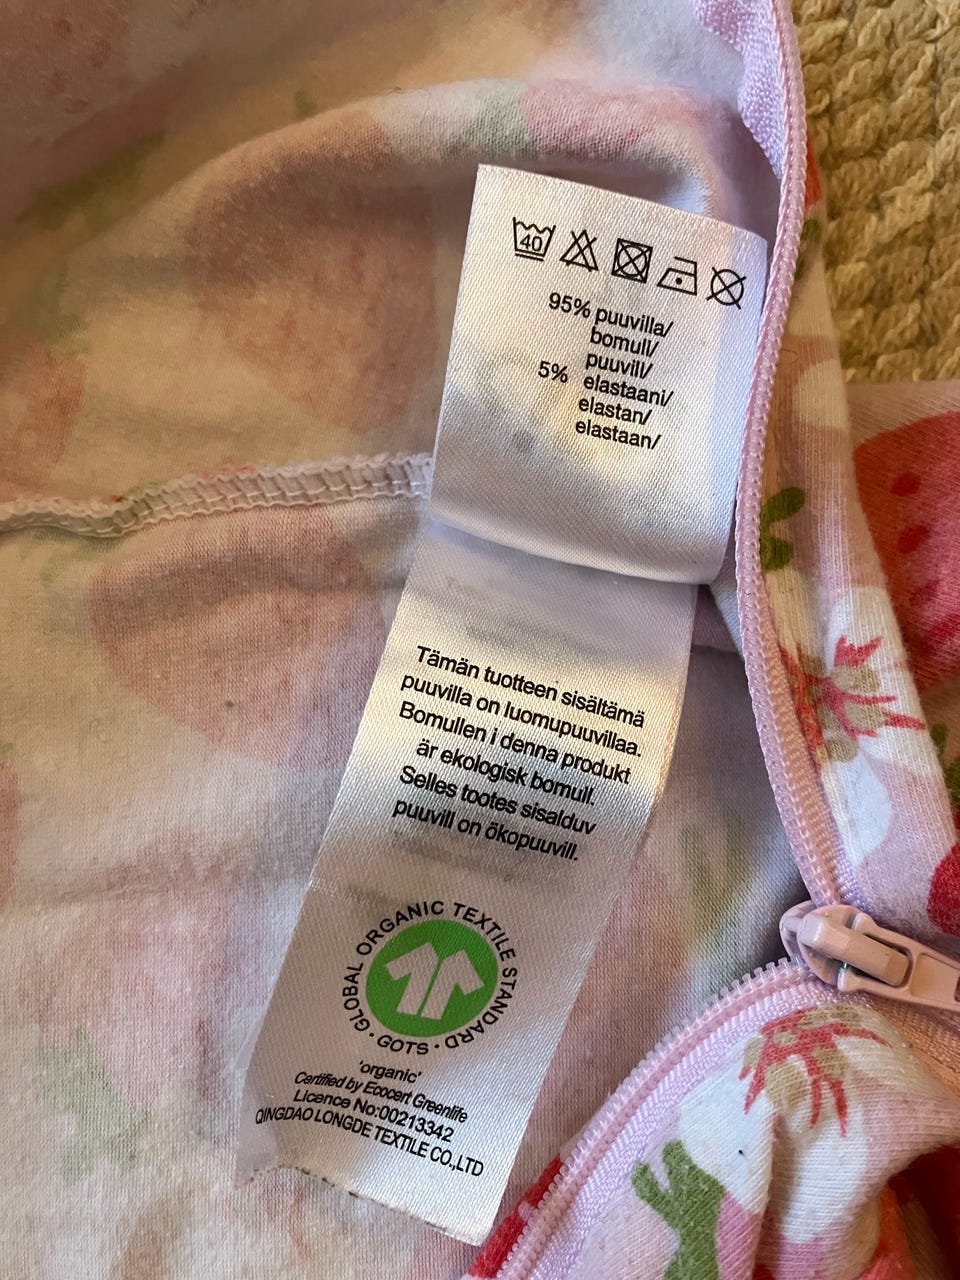 40
95% puuvilla/
bomull/
puuvill/
5% elastaani/
elastan/
elastaan/
Tämän tuotteen sisältämä
puuvilla on luomupuuvillaa.
Bomullen i denna produkt
är ekologisk bomull.
Selles tootes sisalduv
puuvill on ökopuuvill.
GLOBAL ORGANIC TEXTILE STANDARD · GOTS ·
'organic'
Certified by Ecocert Greenlife
Licence No:00213342
QINGDAO LONGDE TEXTILE CO.,LTD